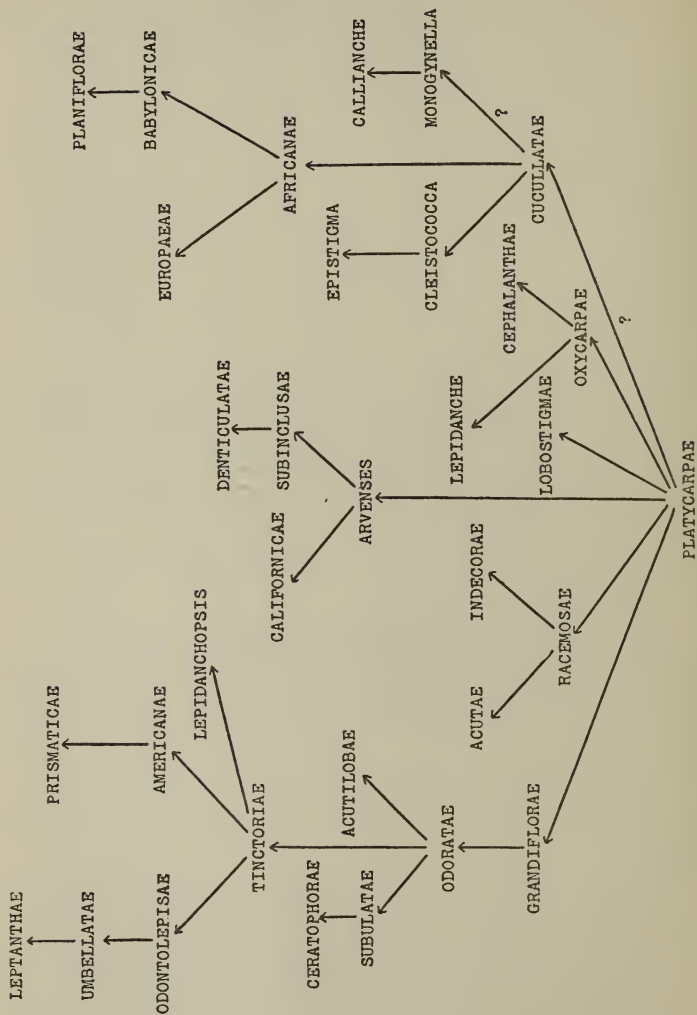 LEPTANTHAE
UMBELLATAE
ODONTOLEPISAE
PRISMATICAE
AMERICANAE
LEPIDANCHOPSIS
TINCTORIAE
CERATOPHORAE
SUBULATAE
ACUTILOBAE
ODORATAE
GRANDIFLORAE
ACUTAE
INDECORAE
RACEMOSAE
DENTICULATAE
SUBINCLUSAE
CALIFORNICAE
ARVENSES
LEPIDANCHE
CEPHALANTHAE
OXYCARPAE
LOBOSTIGMAE
PLANIFLORAE
BABYLONICAE
EUROPAEAE
AFRICANAE
EPISTIGMA
CLEISTOCOCCA
CALLIANCHE
MONOGYNELLA
?
CUCULLATAE
?
PLATYCARPAE